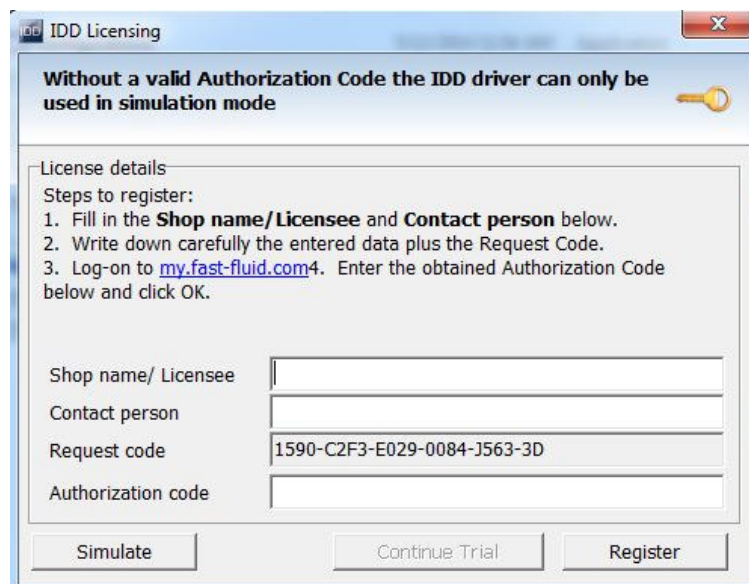 IDD IDD Licensing
Without a valid Authorization Code the IDD driver can only be
used in simulation mode
License details
Steps to register:
1. Fill in the Shop name/Licensee and Contact person below.
2. Write down carefully the entered data plus the Request Code.
3. Log-on to my.fast-fluid.com4. Enter the obtained Authorization Code
below and click OK.
Shop name/ Licensee
Contact person
Request code 1590-C2F3-E029-0084-J563-3D
Authorization code
Simulate Continue Trial Register